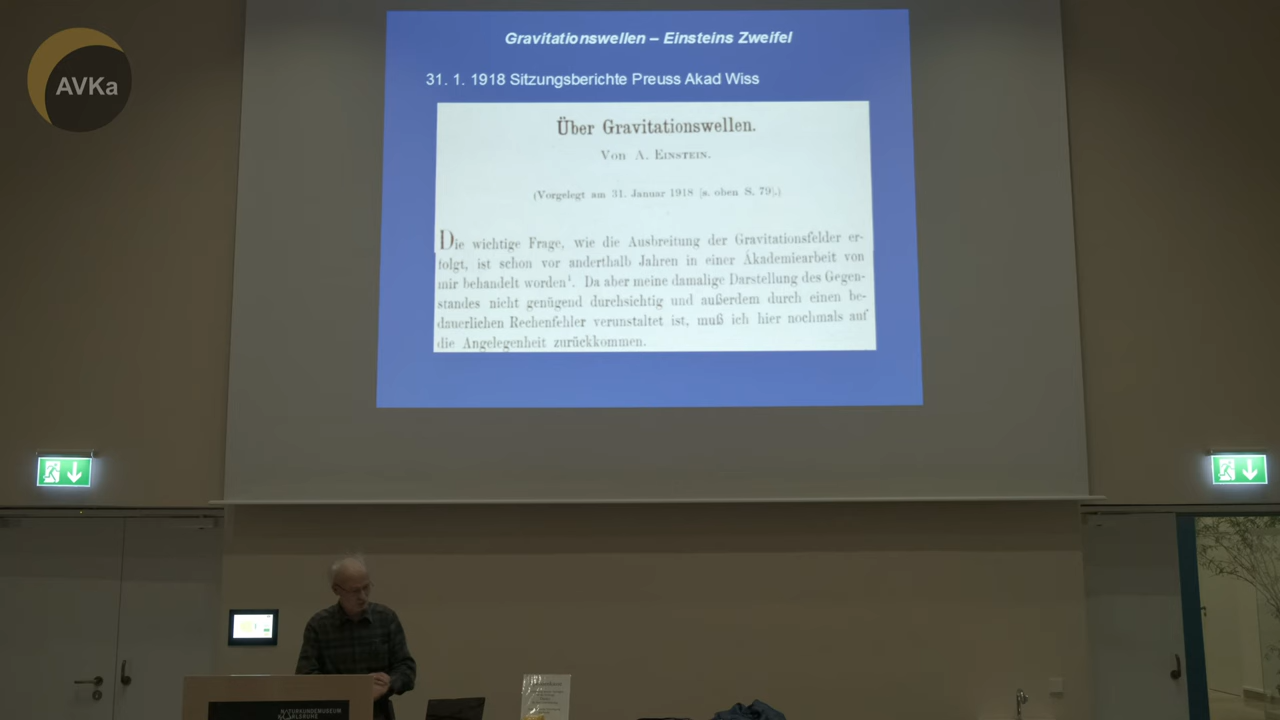 AVKa
Gravitationswellen – Einsteins Zweifel
31. 1. 1918 Sitzungsberichte Preuss Akad Wiss
Über Gravitationswellen.
Von A. Einstein.
(Vorgelegt am 31. Januar 1918 [s. oben S. 79].)
Die wichtige Frage, wie die Ausbreitung der Gravitationsfelder er-
folgt, ist schon vor anderthalb Jahren in einer Akademiearbeit von
mir behandelt worden¹. Da aber meine damalige Darstellung des Gegen-
standes nicht genügend durchsichtig und außerdem durch einen be-
dauerlichen Rechenfehler verunstaltet ist, muß ich hier nochmals auf
die Angelegenheit zurückkommen.
NATURKUNDEMUSEUM
KARLSRUHE